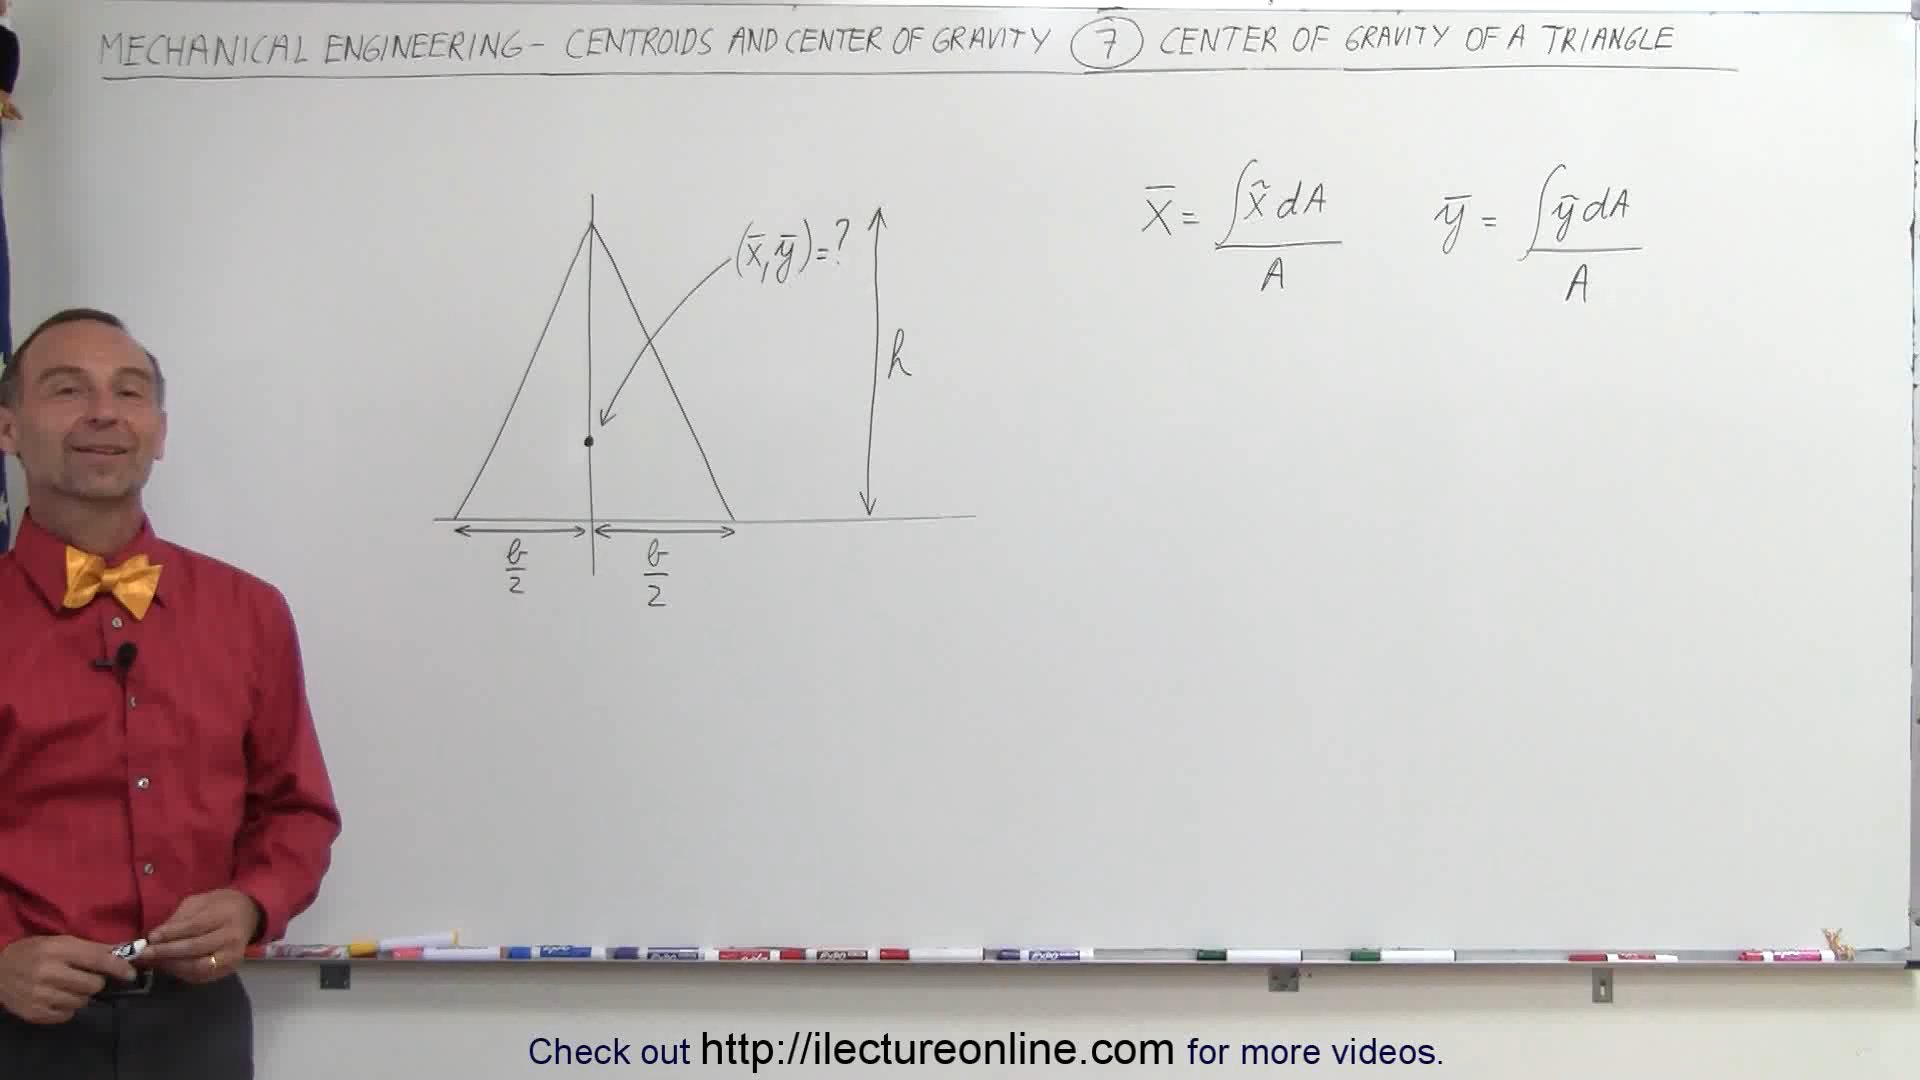 MECHANICAL ENGINEERING - CENTROIDS AND CENTER OF GRAVITY (7) CENTER OF GRAVITY OF A TRIANGLE
(x̄, ȳ) = ?
h
b/2 b/2
x̄ = ∫x̃ dA / A
ȳ = ∫ỹ dA / A
Check out http://ilectureonline.com for more videos.